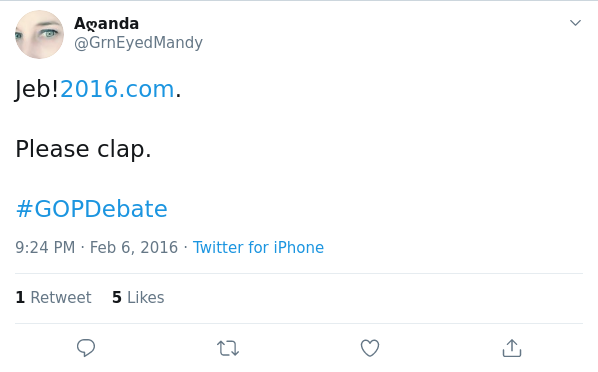 Aღanda
@GrnEyedMandy
Jeb!2016.com.
Please clap.
#GOPDebate
9:24 PM · Feb 6, 2016 · Twitter for iPhone
1 Retweet 5 Likes